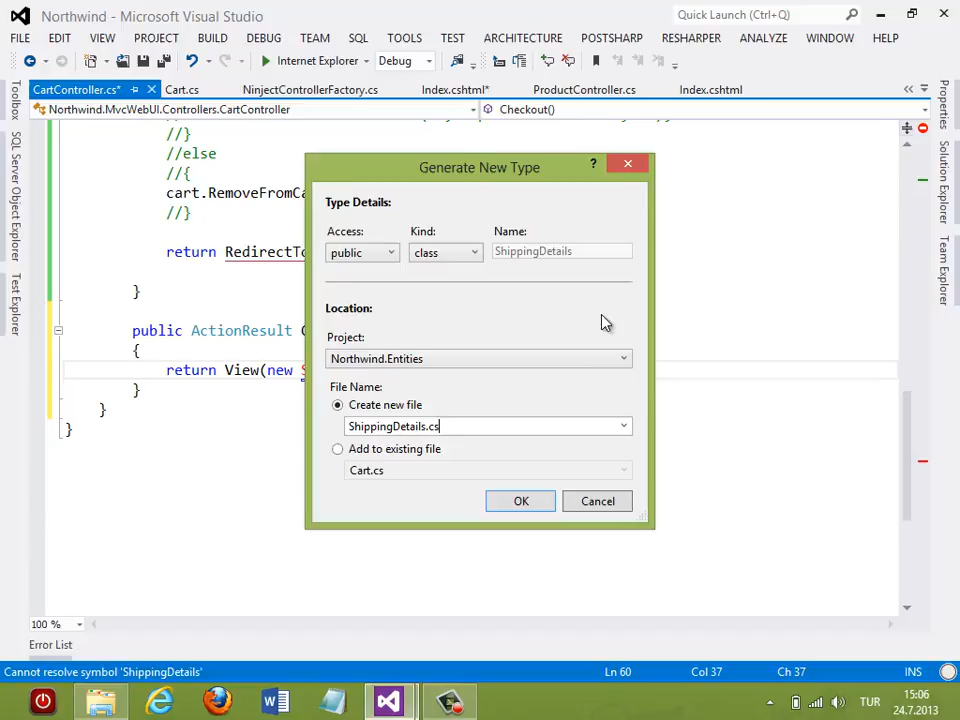 Northwind - Microsoft Visual Studio
Quick Launch (Ctrl+Q)
FILE EDIT VIEW PROJECT BUILD DEBUG TEAM SQL TOOLS TEST ARCHITECTURE POSTSHARP RESHARPER ANALYZE WINDOW HELP
Internet Explorer Debug
CartController.cs* Cart.cs NinjectControllerFactory.cs Index.cshtml* ProductController.cs Index.cshtml
Northwind.MvcWebUI.Controllers.CartController Checkout()
Toolbox
SQL Server Object Explorer
Test Explorer
Properties
Solution Explorer
Team Explorer
//}
//else
//{
cart.RemoveFromCa
//}
return RedirectTo
}
public ActionResult C
{
return View(new S
}
}
}
Generate New Type
?
Type Details:
Access: Kind: Name:
public class ShippingDetails
Location:
Project:
Northwind.Entities
File Name:
Create new file
ShippingDetails.cs
Add to existing file
Cart.cs
OK Cancel
100 %
Error List
Cannot resolve symbol 'ShippingDetails' Ln 60 Col 37 Ch 37 INS
TUR
15:06
24.7.2013